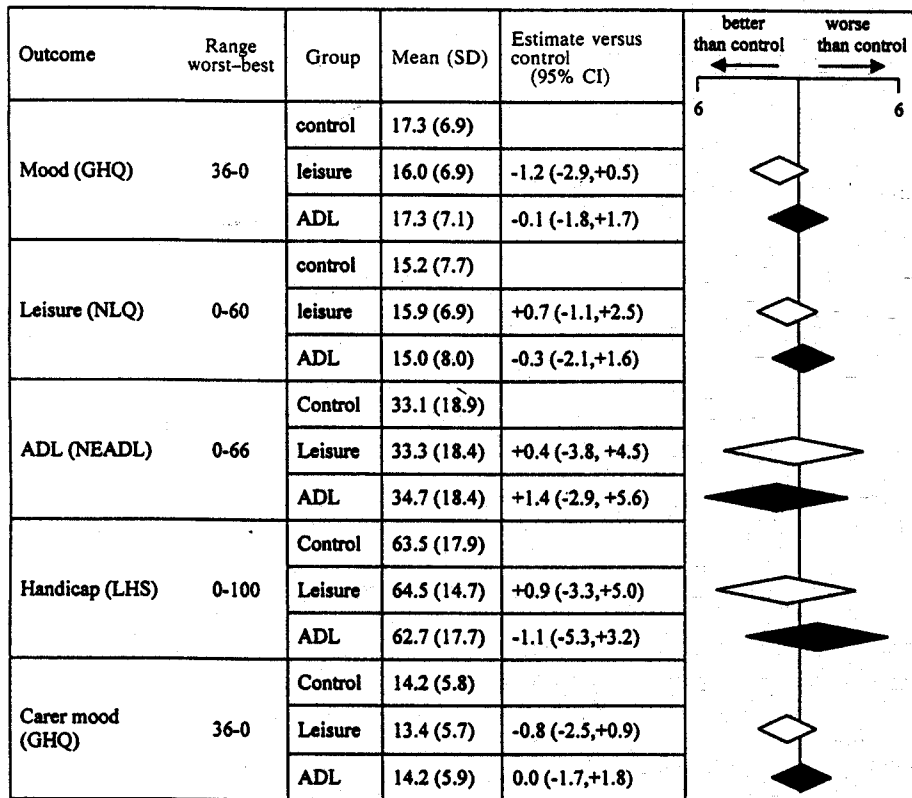 Outcome Range worst–best Group Mean (SD) Estimate versus control (95% CI) better than control worse than control
6 6
Mood (GHQ) 36-0
control 17.3 (6.9)
leisure 16.0 (6.9) -1.2 (-2.9,+0.5)
ADL 17.3 (7.1) -0.1 (-1.8,+1.7)
Leisure (NLQ) 0-60
control 15.2 (7.7)
leisure 15.9 (6.9) +0.7 (-1.1,+2.5)
ADL 15.0 (8.0) -0.3 (-2.1,+1.6)
ADL (NEADL) 0-66
Control 33.1 (18.9)
Leisure 33.3 (18.4) +0.4 (-3.8, +4.5)
ADL 34.7 (18.4) +1.4 (-2.9, +5.6)
Handicap (LHS) 0-100
Control 63.5 (17.9)
Leisure 64.5 (14.7) +0.9 (-3.3,+5.0)
ADL 62.7 (17.7) -1.1 (-5.3,+3.2)
Carer mood (GHQ) 36-0
Control 14.2 (5.8)
Leisure 13.4 (5.7) -0.8 (-2.5,+0.9)
ADL 14.2 (5.9) 0.0 (-1.7,+1.8)